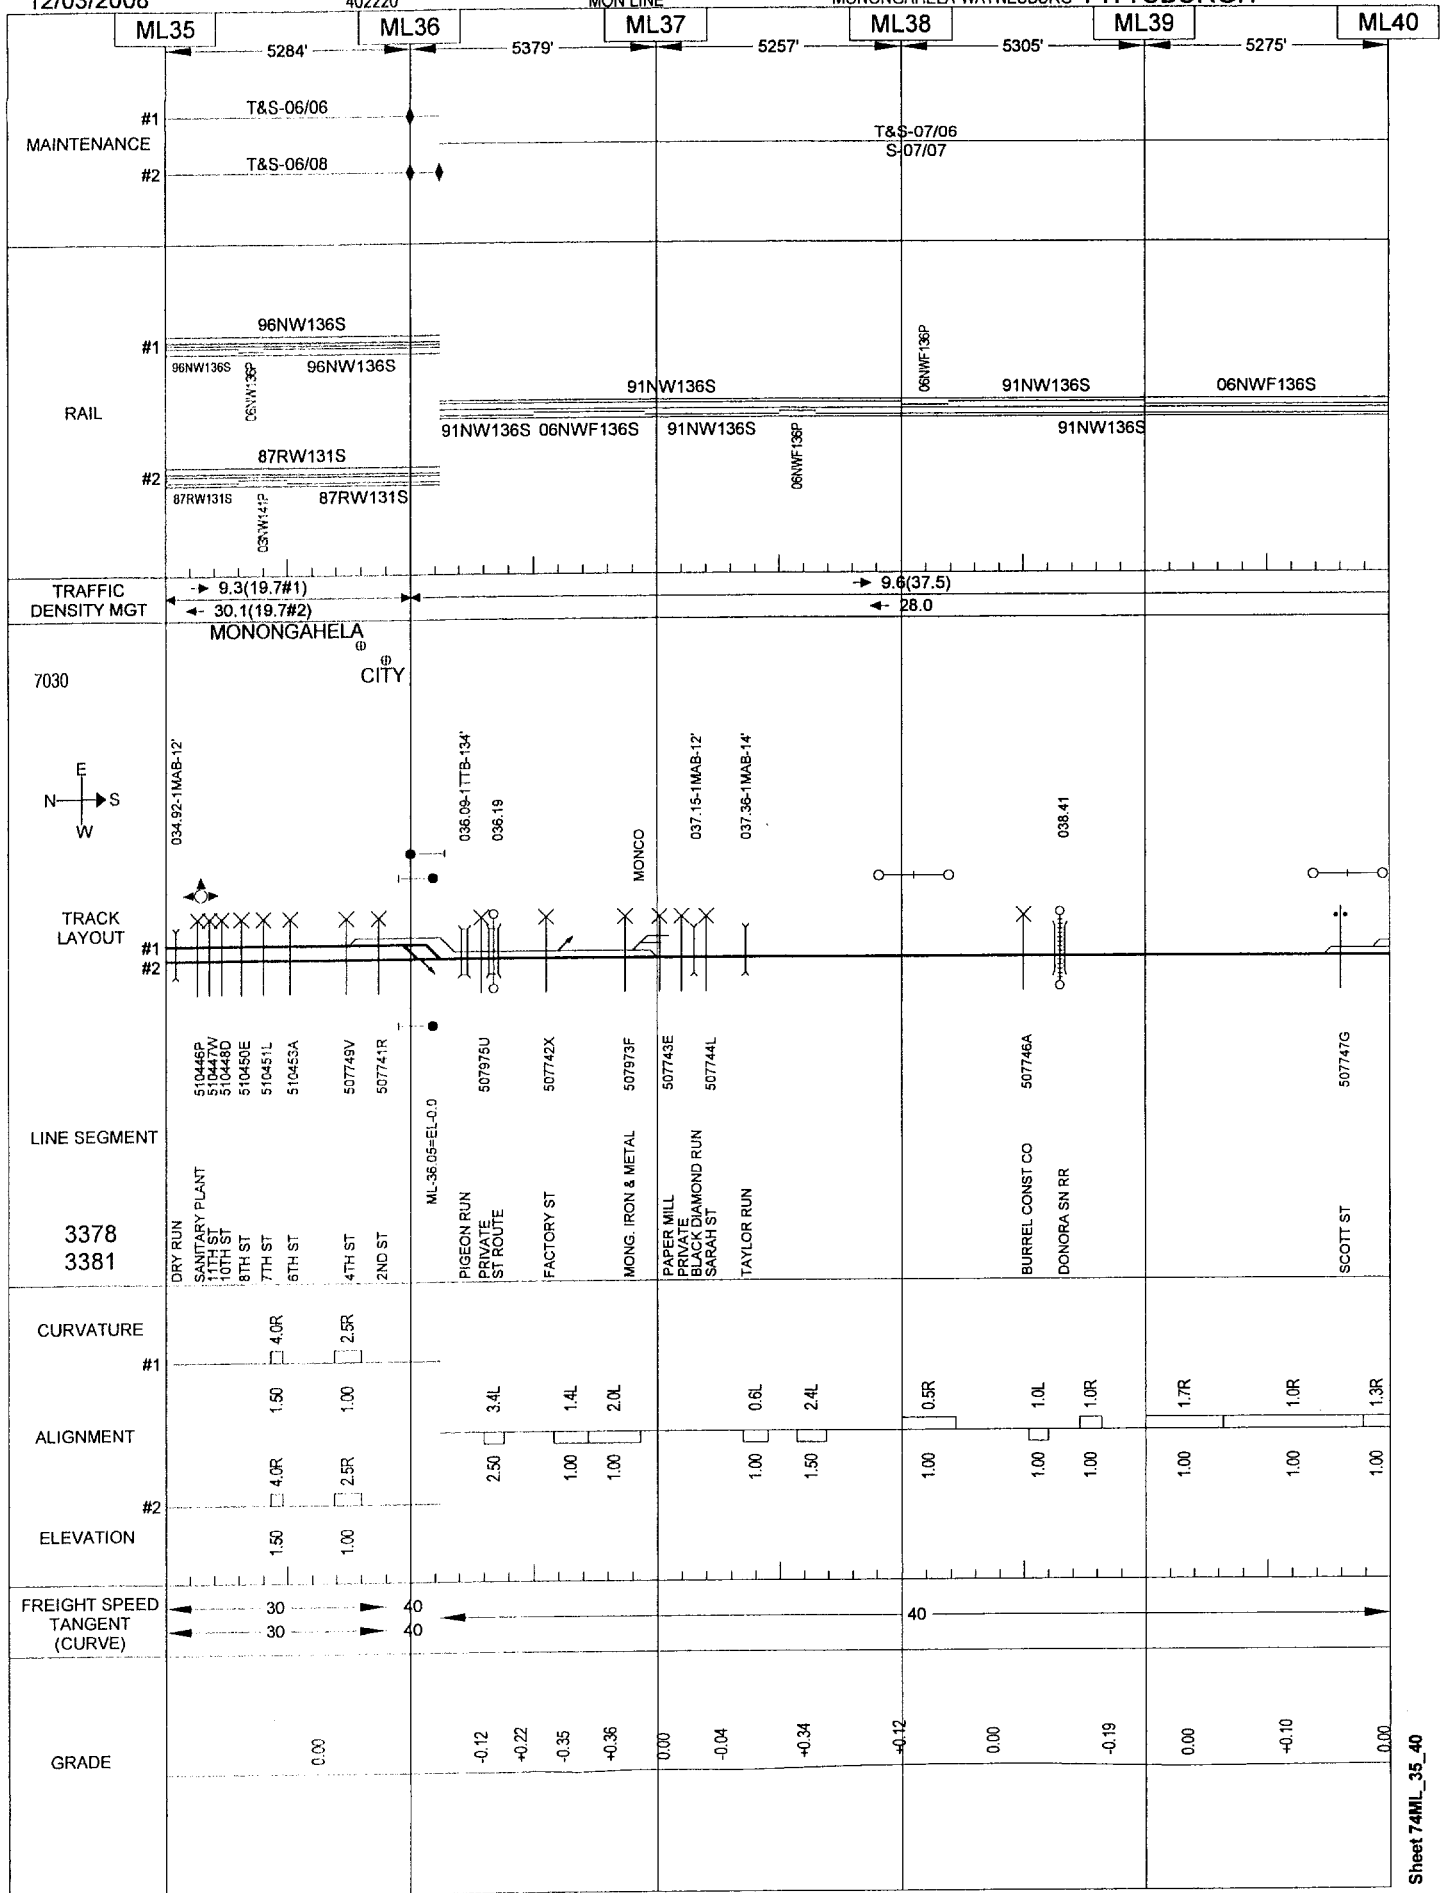 12/03/2008 402220 MON LINE MONONGAHELA-WAYNESBURG PITTSBURGH
ML35 ML36 ML37 ML38 ML39 ML40
5284' 5379' 5257' 5305' 5275'
MAINTENANCE
#1 T&S-06/06
T&S-07/06
S-07/07
#2 T&S-06/08
RAIL
#1 96NW136S
96NW136S 06NW136P 96NW136S
91NW136S 06NWF136P 91NW136S 06NWF136S
91NW136S 06NWF136S 91NW136S 06NWF136P 91NW136S
#2 87RW131S
87RW131S 03NW141P 87RW131S
TRAFFIC
DENSITY MGT
9.3(19.7#1) 9.6(37.5)
30.1(19.7#2) 28.0
MONONGAHELA
CITY
7030
E
N S
W
034.92-1MAB-12' 036.09-1TTB-134' 036.19 MONCO 037.15-1MAB-12' 037.36-1MAB-14' 038.41
TRACK
LAYOUT
#1
#2
510446P 510447W 510448D 510450E 510451L 510453A 507749V 507741R 507975U 507742X 507973F 507743E 507744L 507746A 507747G
ML-36.05=EL-0.0
LINE SEGMENT
3378
3381
DRY RUN
SANITARY PLANT
11TH ST
10TH ST
8TH ST
7TH ST
6TH ST
4TH ST
2ND ST
PIGEON RUN
PRIVATE
ST ROUTE
FACTORY ST
MONG. IRON & METAL
PAPER MILL
PRIVATE
BLACK DIAMOND RUN
SARAH ST
TAYLOR RUN
BURREL CONST CO
DONORA SN RR
SCOTT ST
CURVATURE
#1 4.0R 2.5R
1.50 1.00
3.4L 1.4L 2.0L 0.6L 2.4L 0.5R 1.0L 1.0R 1.7R 1.0R 1.3R
ALIGNMENT
2.50 1.00 1.00 1.00 1.50 1.00 1.00 1.00 1.00 1.00 1.00
#2 4.0R 2.5R
ELEVATION
1.50 1.00
FREIGHT SPEED
TANGENT
(CURVE)
30 40
30 40
40
GRADE
0.00 -0.12 +0.22 -0.35 +0.36 0.00 -0.04 +0.34 +0.12 0.00 -0.19 0.00 +0.10 0.00
Sheet 74ML_35_40